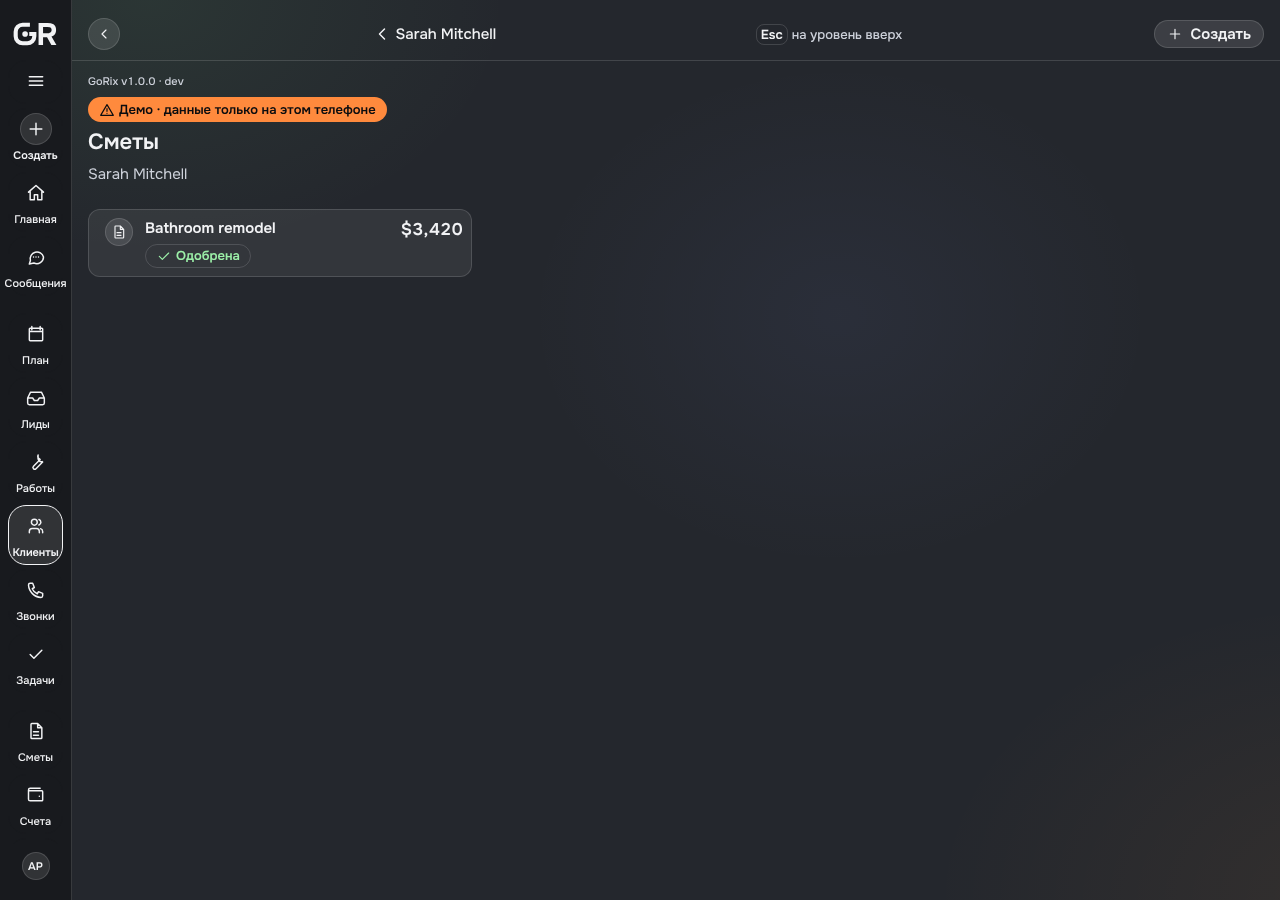 GR
Sarah Mitchell
Esc на уровень вверх
Создать
GoRix v1.0.0 · dev
Демо · данные только на этом телефоне
Сметы
Sarah Mitchell
Bathroom remodel
$3,420
Одобрена
Создать
Главная
Сообщения
План
Лиды
Работы
Клиенты
Звонки
Задачи
Сметы
Счета
AP